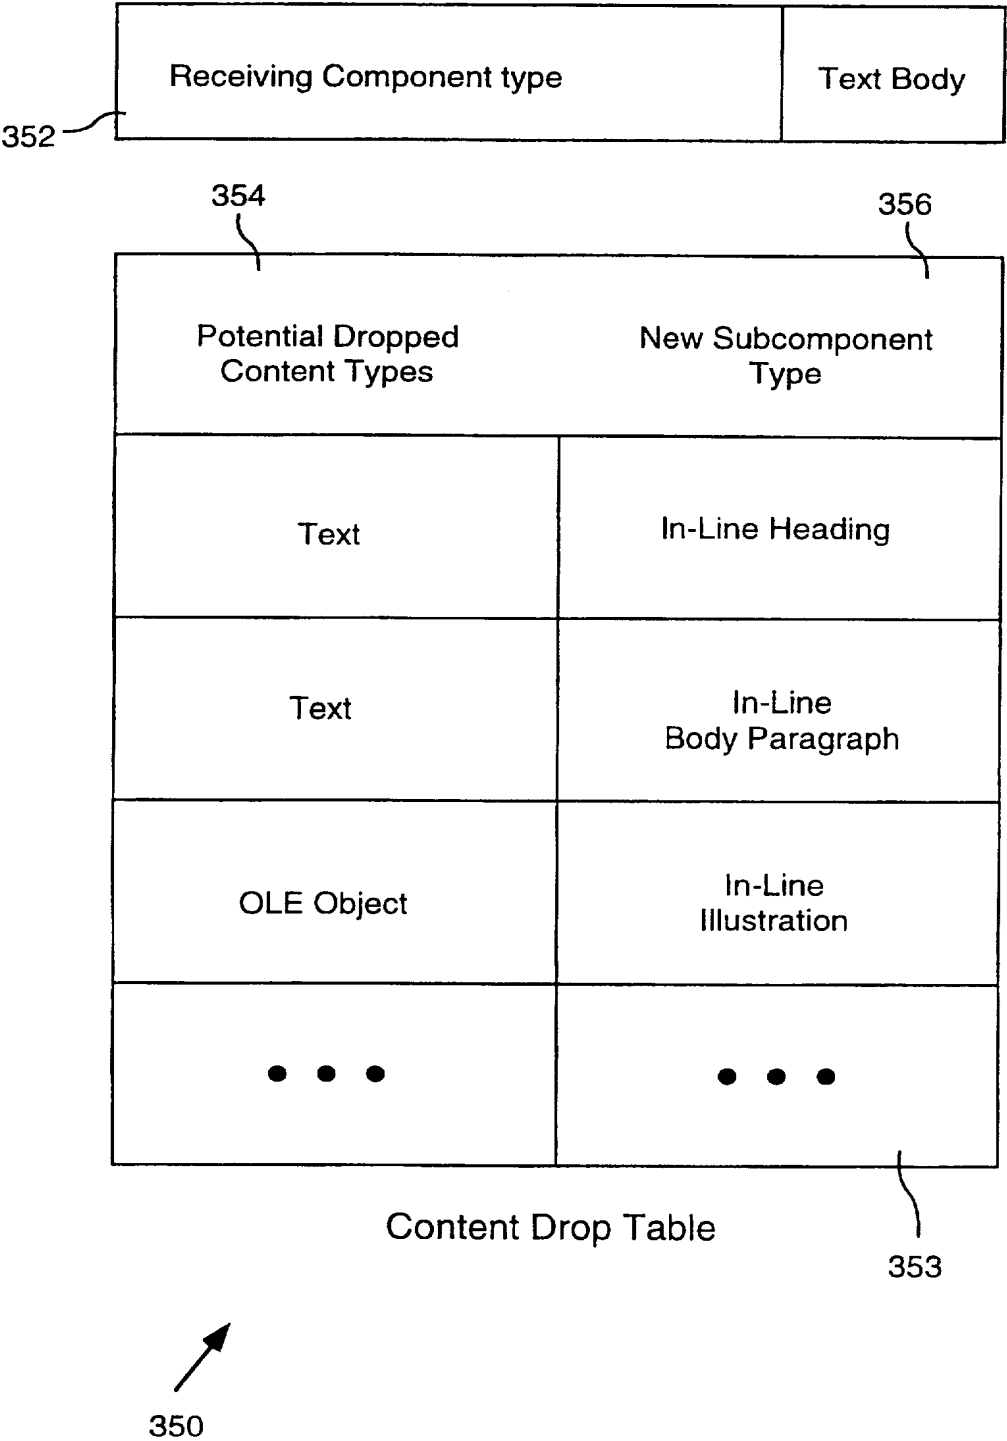 Receiving Component type Text Body
352
354
356
Potential Dropped New Subcomponent
Content Types Type
Text In-Line Heading
Text In-Line
Body Paragraph
OLE Object In-Line
Illustration
• • • • • •
Content Drop Table
353
350